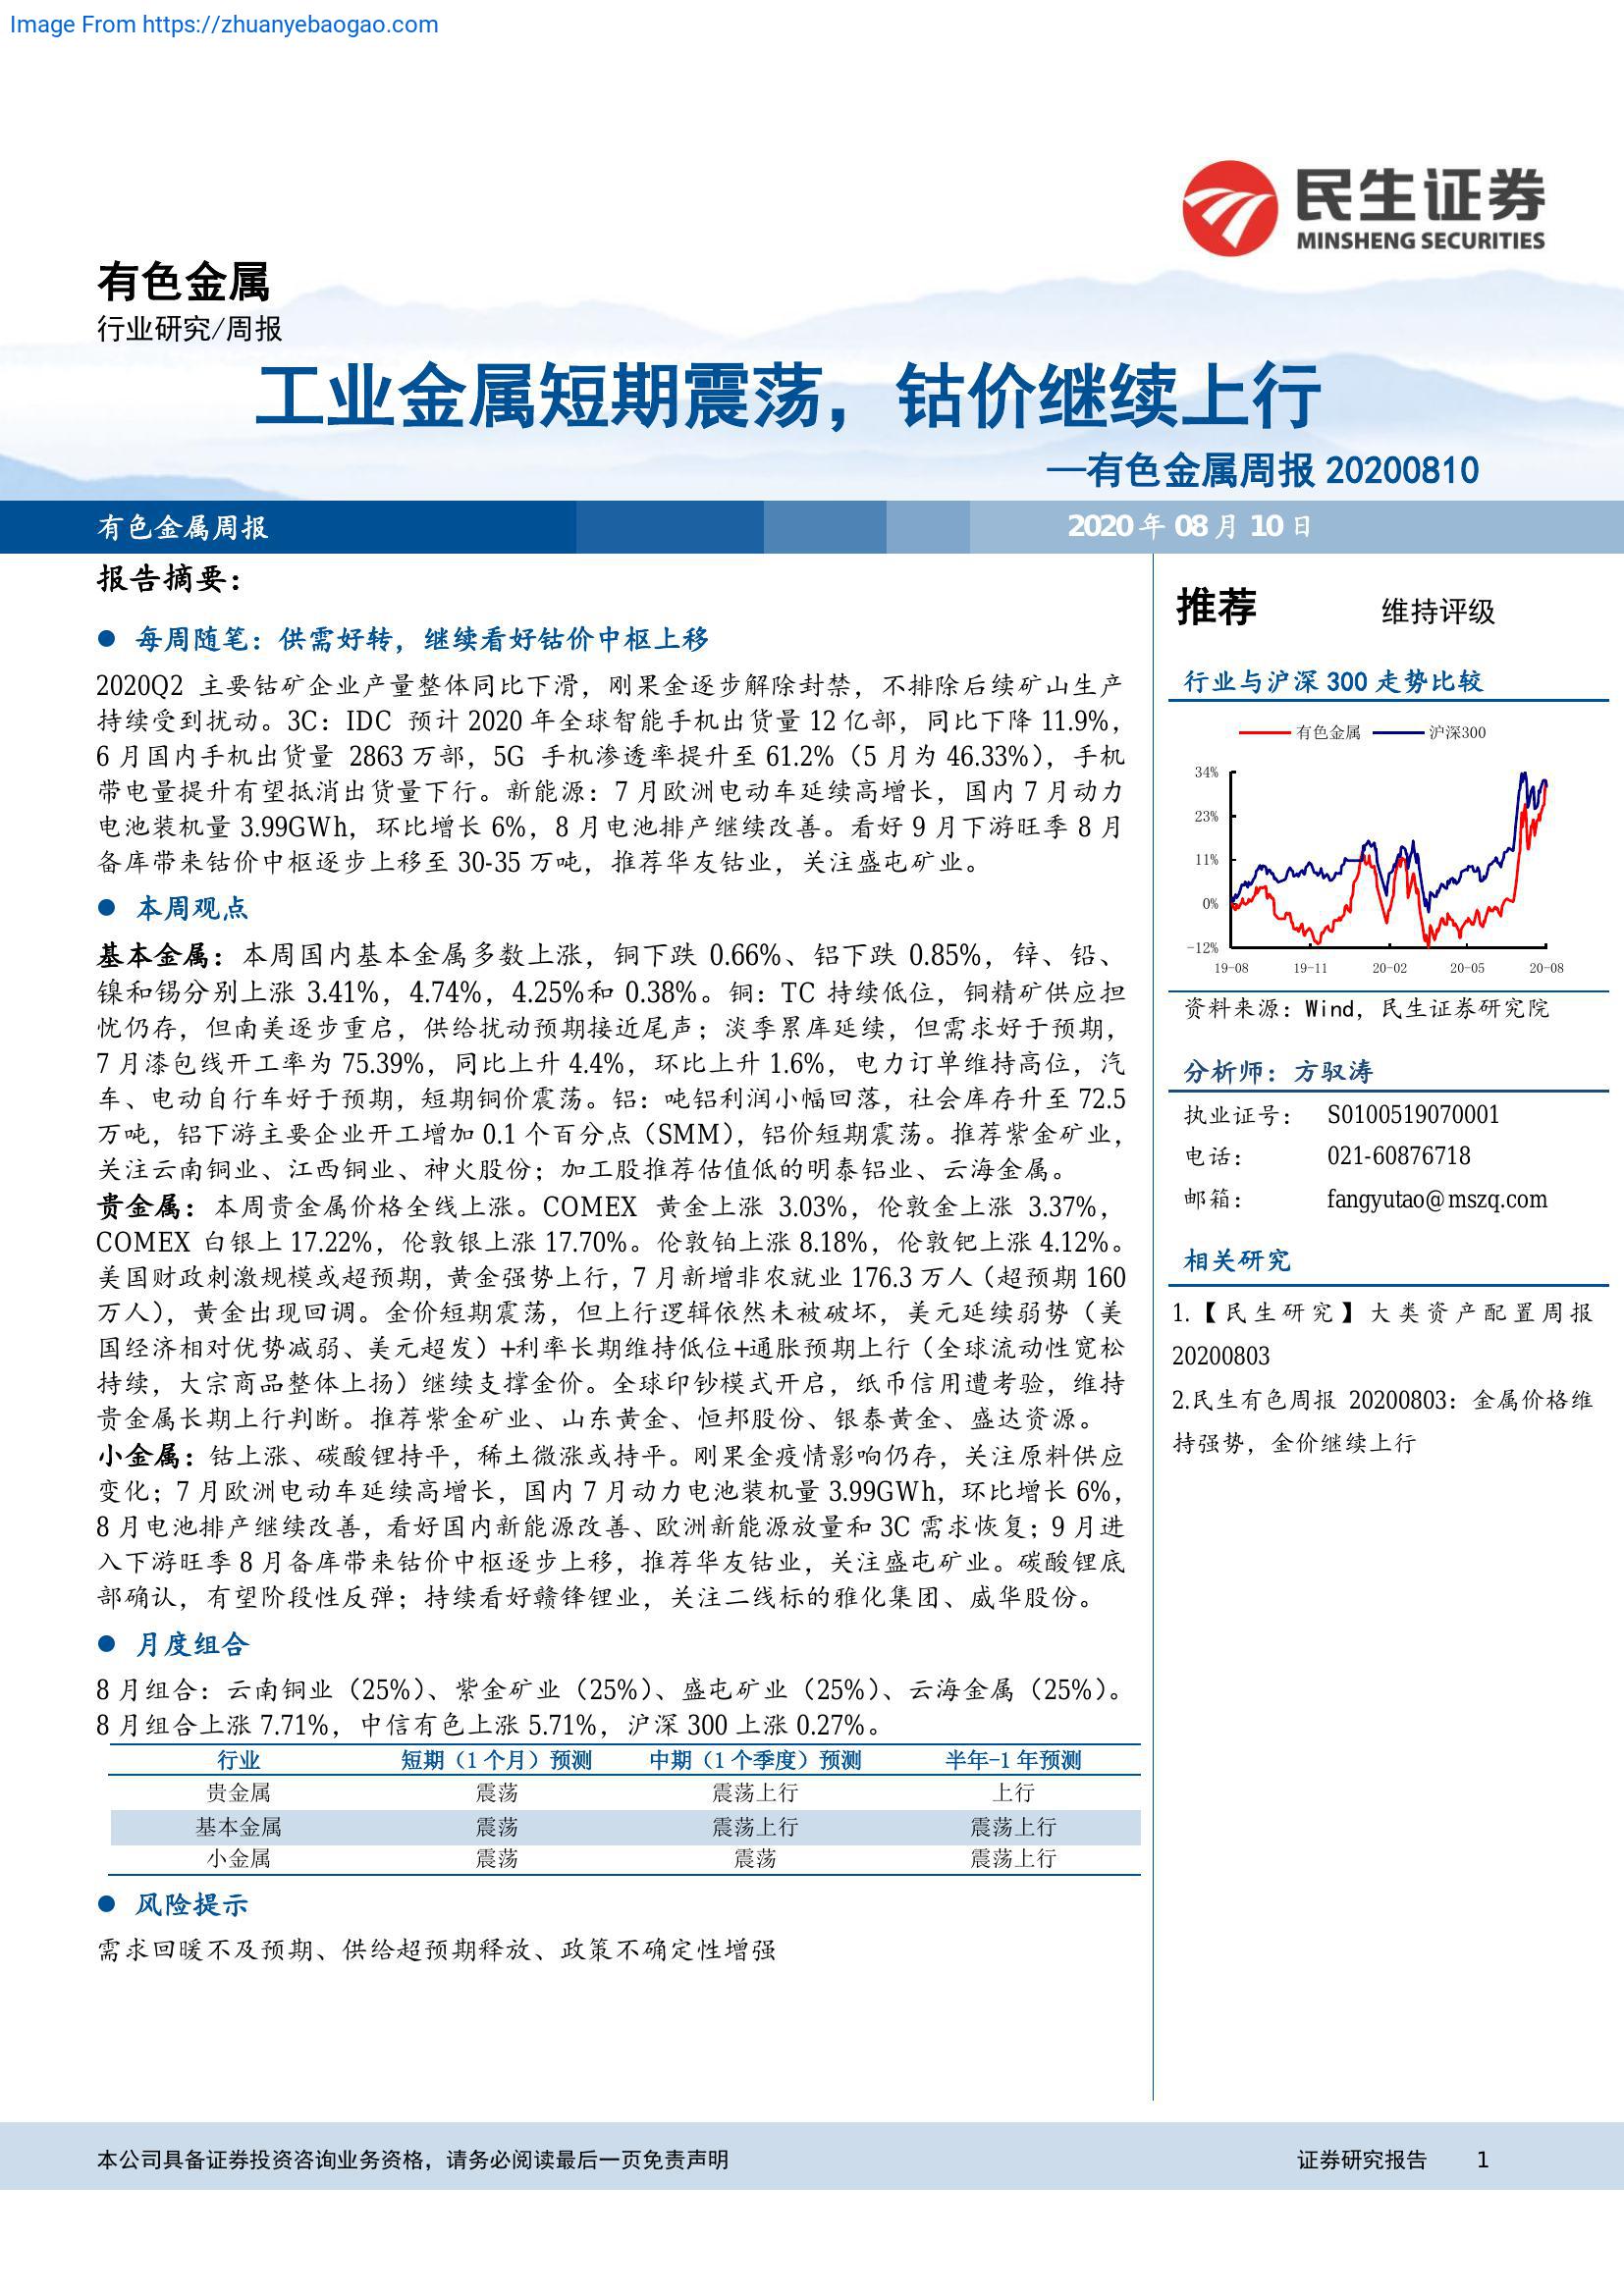 Image From https://zhuanyebaogao.com
民生证券
MINSHENG SECURITIES
有色金属
行业研究/周报
工业金属短期震荡，钴价继续上行
—有色金属周报 20200810
有色金属周报
2020 年 08 月 10 日
报告摘要：
● 每周随笔：供需好转，继续看好钴价中枢上移
2020Q2 主要钴矿企业产量整体同比下滑，刚果金逐步解除封禁，不排除后续矿山生产
持续受到扰动。3C：IDC 预计 2020 年全球智能手机出货量 12 亿部，同比下降 11.9%，
6 月国内手机出货量 2863 万部，5G 手机渗透率提升至 61.2%（5 月为 46.33%），手机
带电量提升有望抵消出货量下行。新能源：7 月欧洲电动车延续高增长，国内 7 月动力
电池装机量 3.99GWh，环比增长 6%，8 月电池排产继续改善。看好 9 月下游旺季 8 月
备库带来钴价中枢逐步上移至 30-35 万吨，推荐华友钴业，关注盛屯矿业。
● 本周观点
基本金属：本周国内基本金属多数上涨，铜下跌 0.66%、铝下跌 0.85%，锌、铅、
镍和锡分别上涨 3.41%，4.74%，4.25%和 0.38%。铜：TC 持续低位，铜精矿供应担
忧仍存，但南美逐步重启，供给扰动预期接近尾声；淡季累库延续，但需求好于预期，
7 月漆包线开工率为 75.39%，同比上升 4.4%，环比上升 1.6%，电力订单维持高位，汽
车、电动自行车好于预期，短期铜价震荡。铝：吨铝利润小幅回落，社会库存升至 72.5
万吨，铝下游主要企业开工增加 0.1 个百分点（SMM），铝价短期震荡。推荐紫金矿业，
关注云南铜业、江西铜业、神火股份；加工股推荐估值低的明泰铝业、云海金属。
贵金属：本周贵金属价格全线上涨。COMEX 黄金上涨 3.03%，伦敦金上涨 3.37%，
COMEX 白银上 17.22%，伦敦银上涨 17.70%。伦敦铂上涨 8.18%，伦敦钯上涨 4.12%。
美国财政刺激规模或超预期，黄金强势上行，7 月新增非农就业 176.3 万人（超预期 160
万人），黄金出现回调。金价短期震荡，但上行逻辑依然未被破坏，美元延续弱势（美
国经济相对优势减弱、美元超发）+利率长期维持低位+通胀预期上行（全球流动性宽松
持续，大宗商品整体上扬）继续支撑金价。全球印钞模式开启，纸币信用遭考验，维持
贵金属长期上行判断。推荐紫金矿业、山东黄金、恒邦股份、银泰黄金、盛达资源。
小金属：钴上涨、碳酸锂持平，稀土微涨或持平。刚果金疫情影响仍存，关注原料供应
变化；7 月欧洲电动车延续高增长，国内 7 月动力电池装机量 3.99GWh，环比增长 6%，
8 月电池排产继续改善，看好国内新能源改善、欧洲新能源放量和 3C 需求恢复；9 月进
入下游旺季 8 月备库带来钴价中枢逐步上移，推荐华友钴业，关注盛屯矿业。碳酸锂底
部确认，有望阶段性反弹；持续看好赣锋锂业，关注二线标的雅化集团、威华股份。
● 月度组合
8 月组合：云南铜业（25%）、紫金矿业（25%）、盛屯矿业（25%）、云海金属（25%）。
8 月组合上涨 7.71%，中信有色上涨 5.71%，沪深 300 上涨 0.27%。
行业 短期（1 个月）预测 中期（1 个季度）预测 半年-1 年预测
贵金属 震荡 震荡上行 上行
基本金属 震荡 震荡上行 震荡上行
小金属 震荡 震荡 震荡上行
● 风险提示
需求回暖不及预期、供给超预期释放、政策不确定性增强
推荐 维持评级
行业与沪深 300 走势比较
有色金属 沪深300
34%
23%
11%
0%
-12%
19-08 19-11 20-02 20-05 20-08
资料来源：Wind，民生证券研究院
分析师：方驭涛
执业证号： S0100519070001
电话： 021-60876718
邮箱： fangyutao@mszq.com
相关研究
1.【民生研究】大类资产配置周报
20200803
2.民生有色周报 20200803：金属价格维
持强势，金价继续上行
本公司具备证券投资咨询业务资格，请务必阅读最后一页免责声明
证券研究报告 1